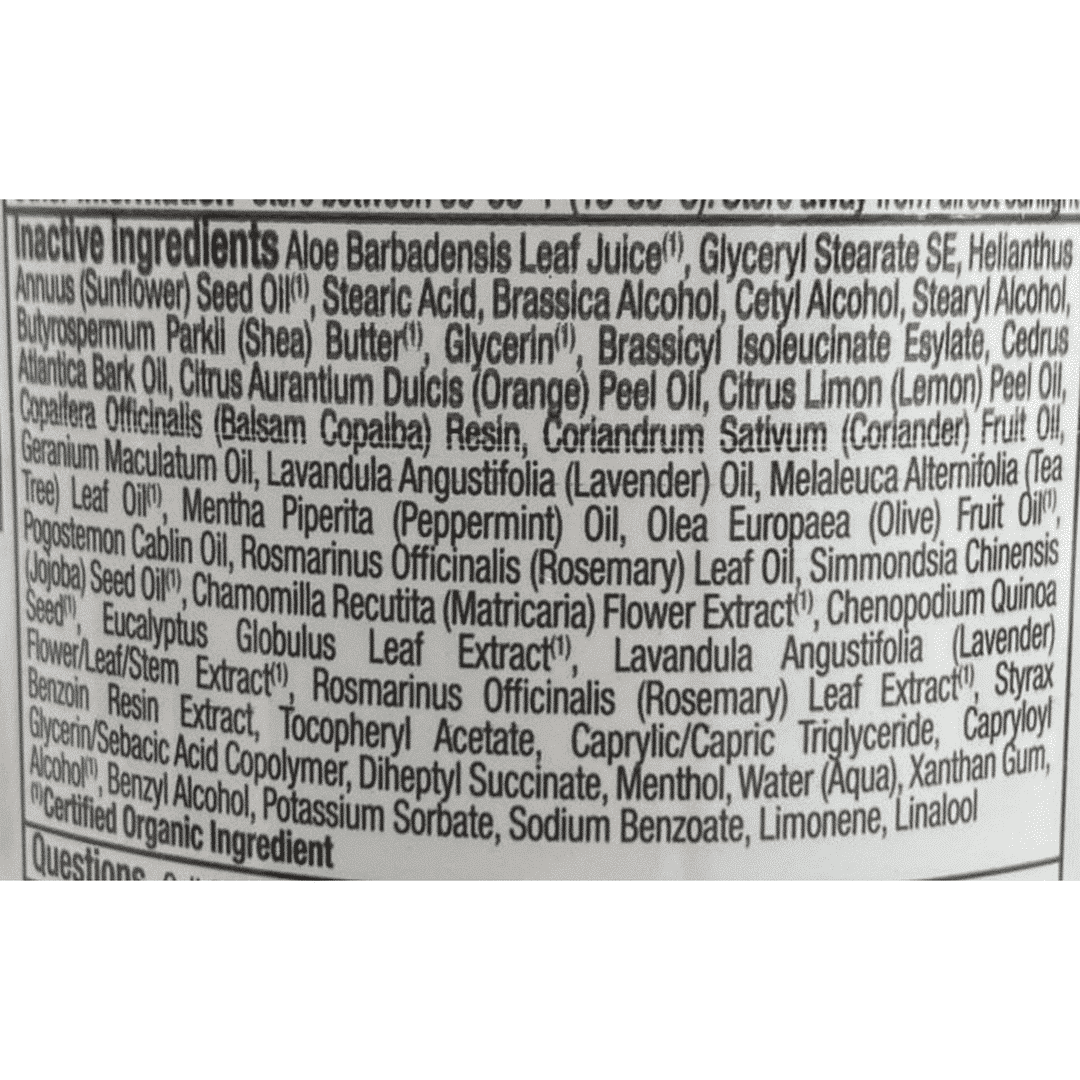 Inactive Ingredients Aloe Barbadensis Leaf Juice⁽¹⁾, Glyceryl Stearate SE, Helianthus
Annuus (Sunflower) Seed Oil⁽¹⁾, Stearic Acid, Brassica Alcohol, Cetyl Alcohol, Stearyl Alcohol,
Butyrospermum Parkii (Shea) Butter⁽¹⁾, Glycerin⁽¹⁾, Brassicyl Isoleucinate Esylate, Cedrus
Atlantica Bark Oil, Citrus Aurantium Dulcis (Orange) Peel Oil, Citrus Limon (Lemon) Peel Oil,
Copaifera Officinalis (Balsam Copaiba) Resin, Coriandrum Sativum (Coriander) Fruit Oil,
Geranium Maculatum Oil, Lavandula Angustifolia (Lavender) Oil, Melaleuca Alternifolia (Tea
Tree) Leaf Oil⁽¹⁾, Mentha Piperita (Peppermint) Oil, Olea Europaea (Olive) Fruit Oil⁽¹⁾,
Pogostemon Cablin Oil, Rosmarinus Officinalis (Rosemary) Leaf Oil, Simmondsia Chinensis
(Jojoba) Seed Oil⁽¹⁾, Chamomilla Recutita (Matricaria) Flower Extract⁽¹⁾, Chenopodium Quinoa
Seed⁽¹⁾, Eucalyptus Globulus Leaf Extract⁽¹⁾, Lavandula Angustifolia (Lavender)
Flower/Leaf/Stem Extract⁽¹⁾, Rosmarinus Officinalis (Rosemary) Leaf Extract⁽¹⁾, Styrax
Benzoin Resin Extract, Tocopheryl Acetate, Caprylic/Capric Triglyceride, Capryloyl
Glycerin/Sebacic Acid Copolymer, Diheptyl Succinate, Menthol, Water (Aqua), Xanthan Gum,
Alcohol⁽¹⁾, Benzyl Alcohol, Potassium Sorbate, Sodium Benzoate, Limonene, Linalool
⁽¹⁾Certified Organic Ingredient
Questions